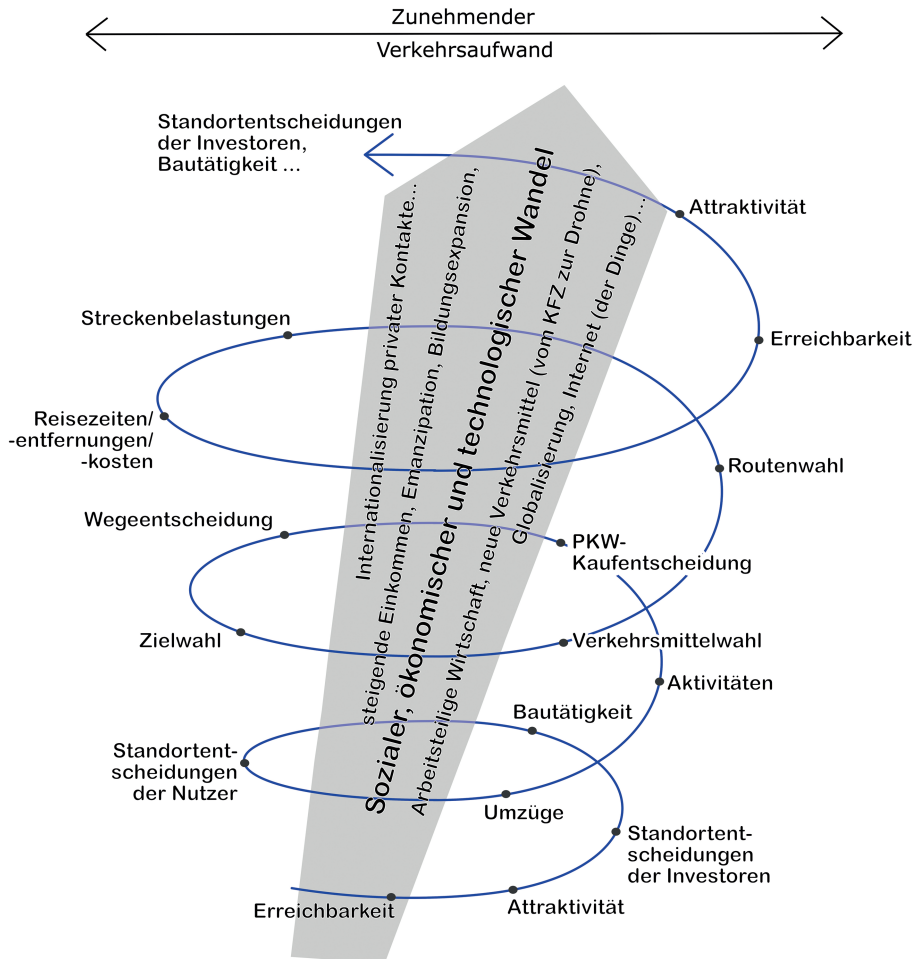 Zunehmender
Verkehrsaufwand
Standortentscheidungen
der Investoren,
Bautätigkeit ...
Attraktivität
Streckenbelastungen
Erreichbarkeit
Reisezeiten/
-entfernungen/
-kosten
Routenwahl
Wegeentscheidung
PKW-
Kaufentscheidung
Zielwahl
Verkehrsmittelwahl
Aktivitäten
Bautätigkeit
Standortent-
scheidungen
der Nutzer
Umzüge
Standortent-
scheidungen
der Investoren
Erreichbarkeit
Attraktivität
Internationalisierung privater Kontakte...
steigende Einkommen, Emanzipation, Bildungsexpansion,
Sozialer, ökonomischer und technologischer Wandel
Arbeitsteilige Wirtschaft, neue Verkehrsmittel (vom KFZ zur Drohne),
Globalisierung, Internet (der Dinge)...